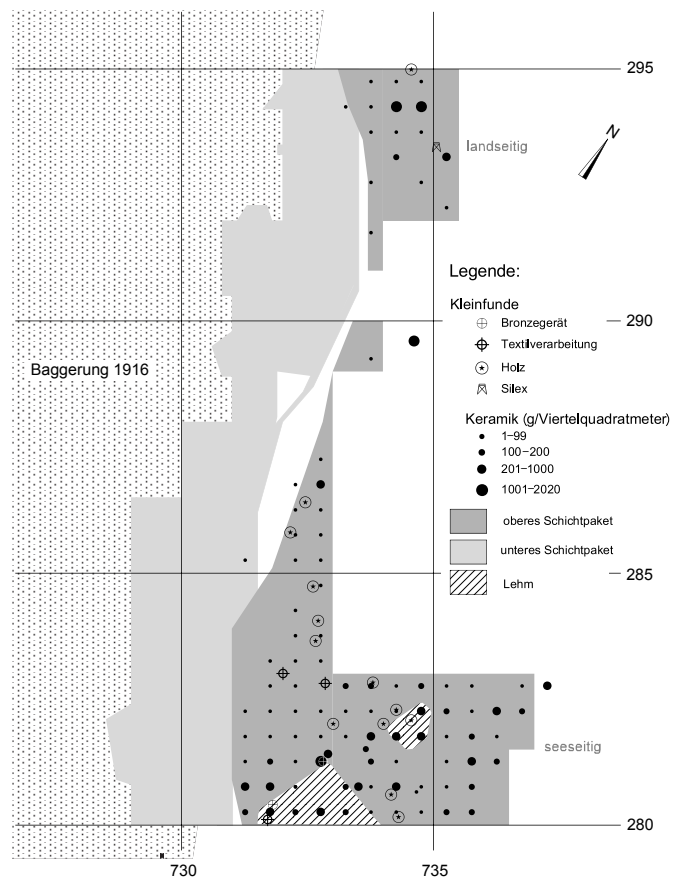 295
N
landseitig
Legende:
Kleinfunde
Bronzegerät
290
Textilverarbeitung
Baggerung 1916
Holz
Silex
Keramik (g/Viertelquadratmeter)
1–99
100–200
201–1000
1001–2020
oberes Schichtpaket
unteres Schichtpaket
285
Lehm
seeseitig
280
730
735